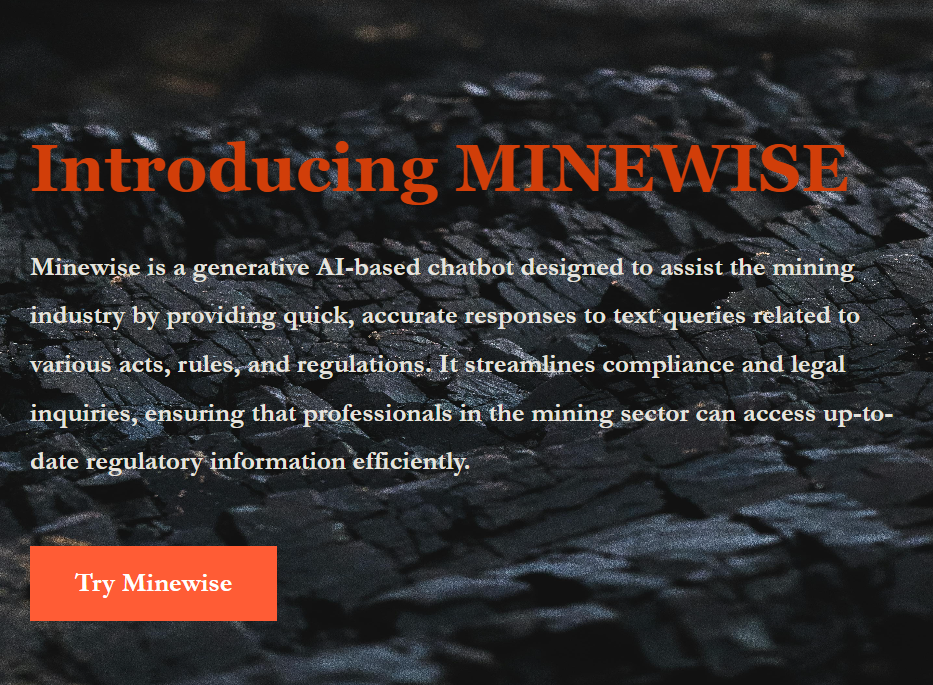 Introducing MINEWISE
Minewise is a generative AI-based chatbot designed to assist the mining
industry by providing quick, accurate responses to text queries related to
various acts, rules, and regulations. It streamlines compliance and legal
inquiries, ensuring that professionals in the mining sector can access up-to-
date regulatory information efficiently.
Try Minewise